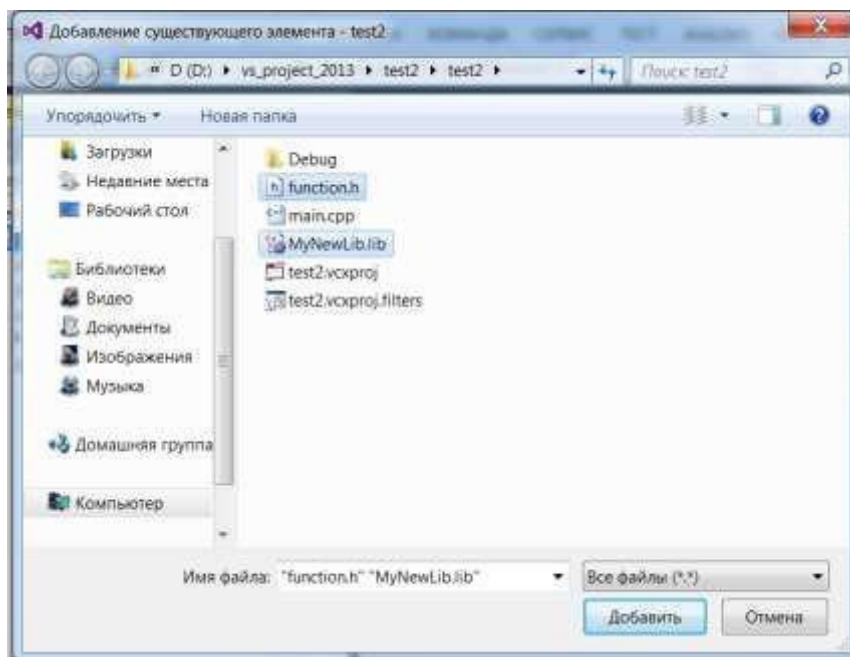 Добавление существующего элемента - test2
« D (D:) ▸ vs_project_2013 ▸ test2 ▸ test2 ▸
Поиск: test2
Упорядочить ▾ Новая папка
Загрузки
Недавние места
Рабочий стол
Библиотеки
Видео
Документы
Изображения
Музыка
Домашняя группа
Компьютер
Debug
function.h
main.cpp
MyNewLib.lib
test2.vcxproj
test2.vcxproj.filters
Имя файла: "function.h" "MyNewLib.lib"
Все файлы (*.*)
Добавить Отмена